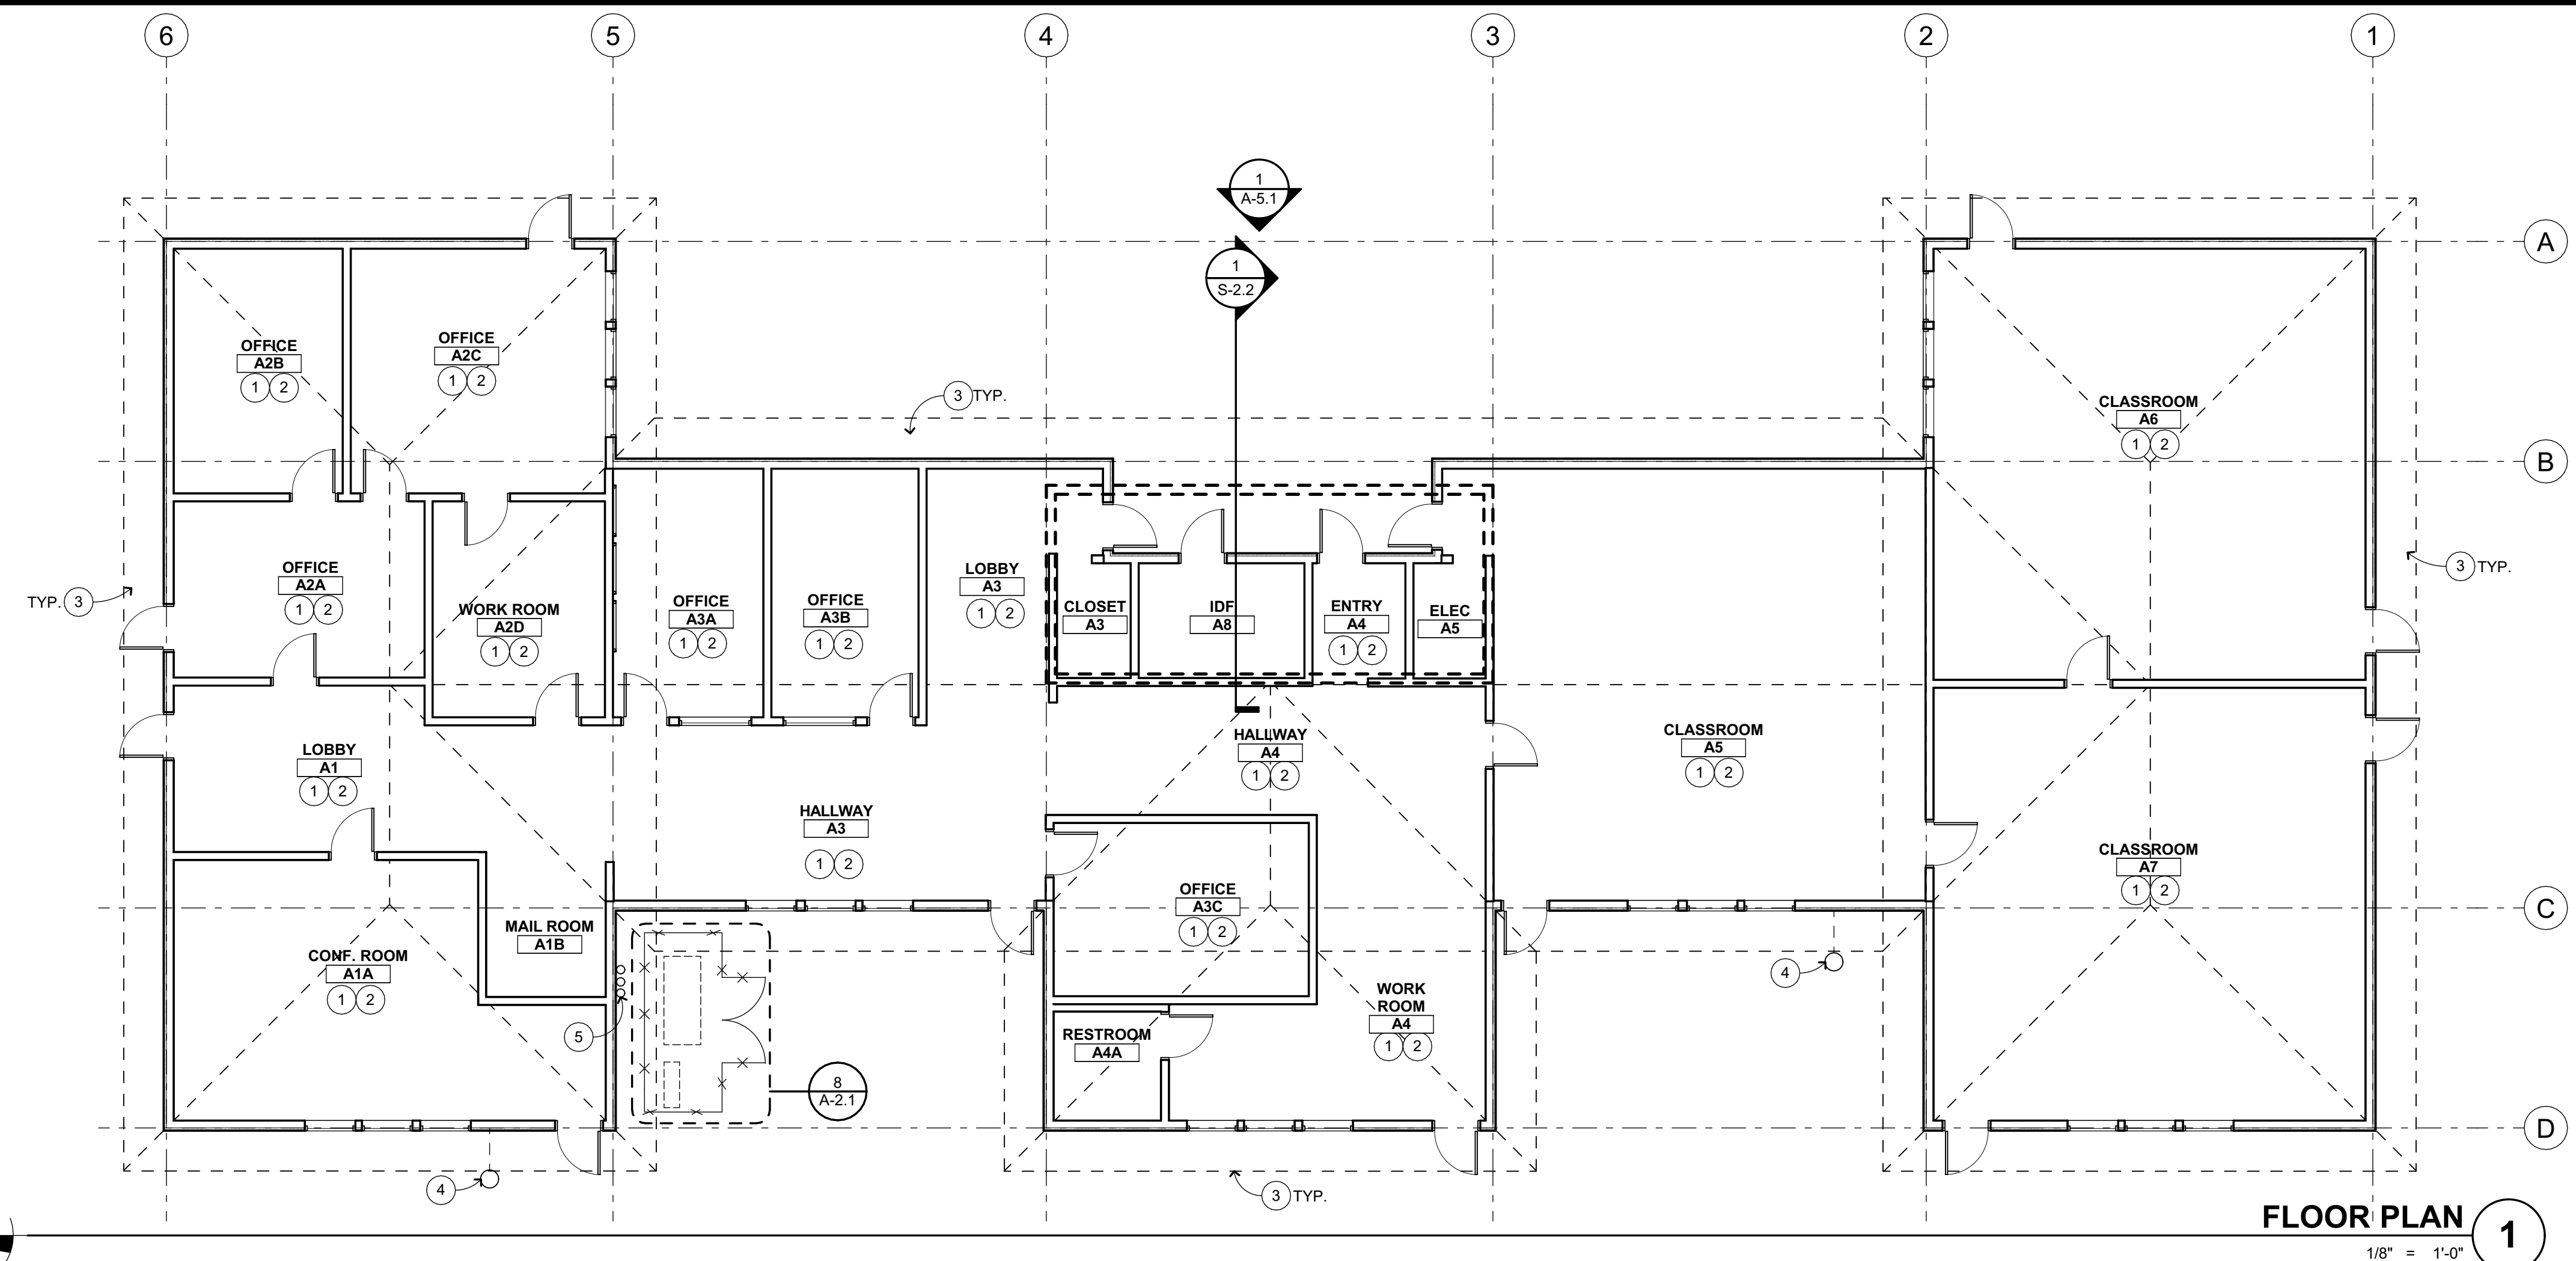 6 5 4 3 2 1
1
A-5.1
A
1
S-2.2
OFFICE
A2B
1 2
OFFICE
A2C
1 2
3 TYP.
CLASSROOM
A6
1 2
B
OFFICE
A2A
1 2
TYP. 3
WORK ROOM
A2D
1 2
OFFICE
A3A
1 2
OFFICE
A3B
1 2
LOBBY
A3
1 2
CLOSET
A3
IDF
A8
ENTRY
A4
1 2
ELEC
A5
3 TYP.
LOBBY
A1
1 2
HALLWAY
A3
1 2
HALLWAY
A4
1 2
CLASSROOM
A5
1 2
CLASSROOM
A7
1 2
C
CONF. ROOM
A1A
1 2
MAIL ROOM
A1B
OFFICE
A3C
1 2
4
5
WORK
ROOM
A4
1 2
RESTROOM
A4A
8
A-2.1
D
4
3 TYP.
FLOOR PLAN
1
1/8" = 1'-0"